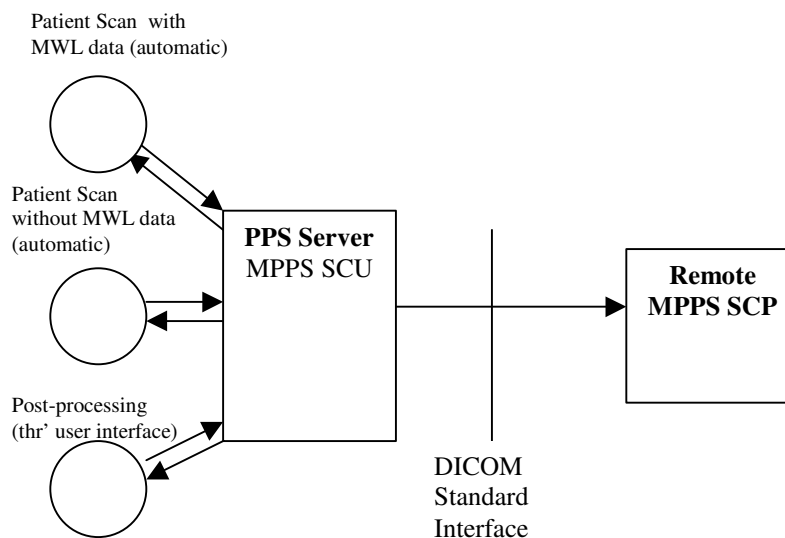 Patient Scan with
MWL data (automatic)
Patient Scan
without MWL data
(automatic)
Post-processing
(thr' user interface)
PPS Server
MPPS SCU
DICOM
Standard
Interface
Remote
MPPS SCP